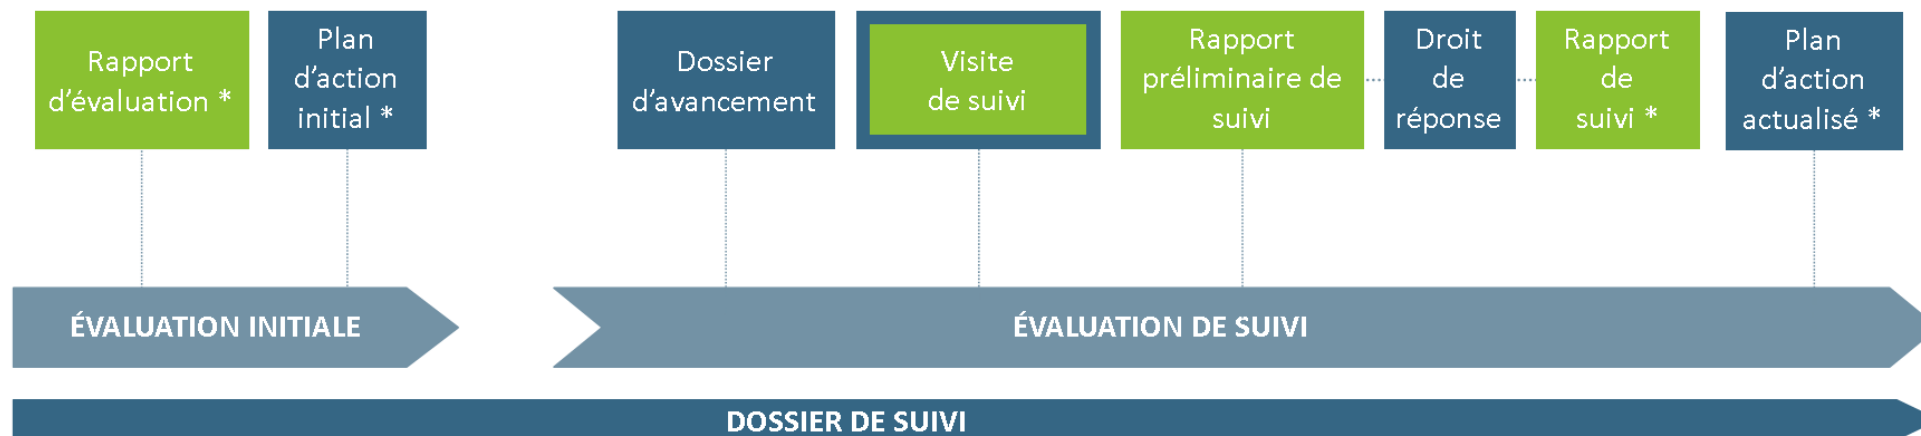 Rapport
d’évaluation *
Plan
d’action
initial *
Dossier
d’avancement
Visite
de suivi
Rapport
préliminaire de
suivi
Droit
de
réponse
Rapport
de
suivi *
Plan
d’action
actualisé *
ÉVALUATION INITIALE
ÉVALUATION DE SUIVI
DOSSIER DE SUIVI